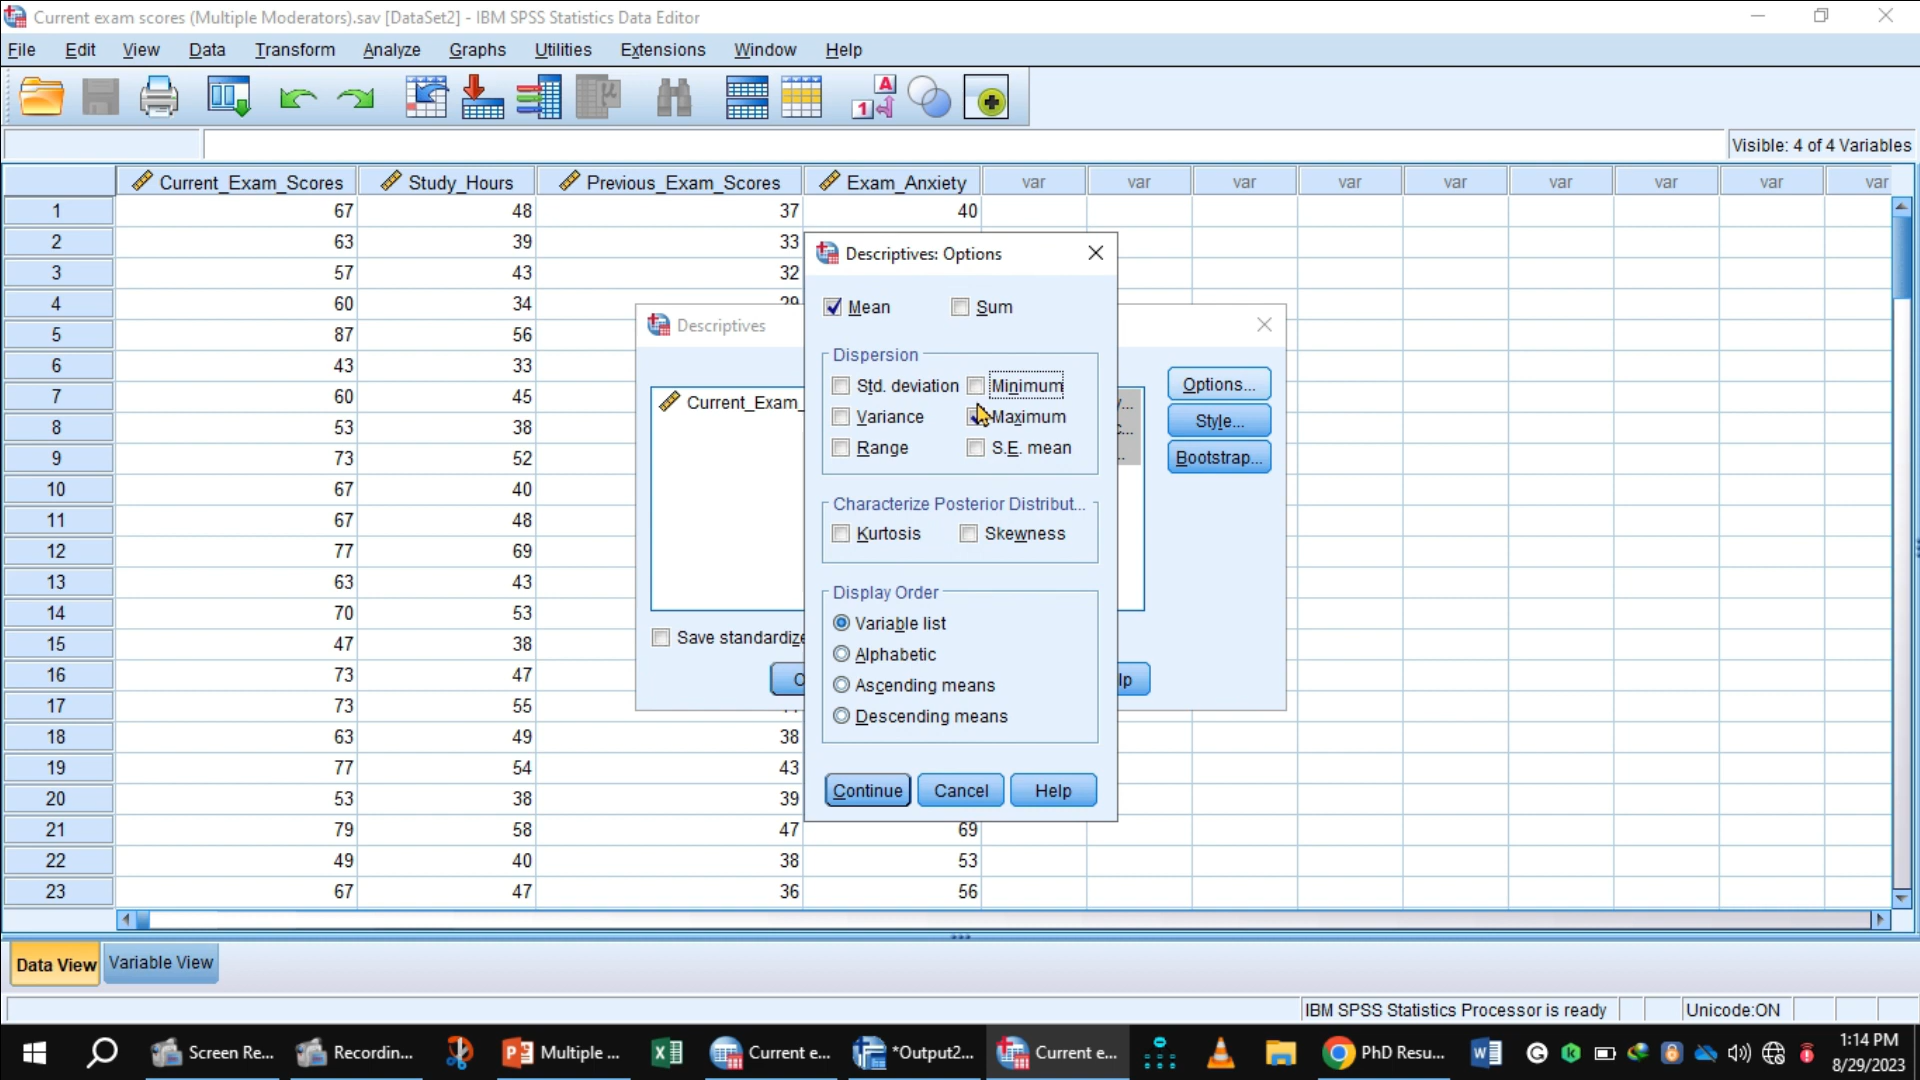 Current exam scores (Multiple Moderators).sav [DataSet2] - IBM SPSS Statistics Data Editor
File Edit View Data Transform Analyze Graphs Utilities Extensions Window Help
Visible: 4 of 4 Variables
Current_Exam_Scores Study_Hours Previous_Exam_Scores Exam_Anxiety var var var var var var var var var
1 67 48 37 40
2 63 39 33
3 57 43 32
4 60 34 29
5 87 56
6 43 33
7 60 45
8 53 38
9 73 52
10 67 40
11 67 48
12 77 69
13 63 43
14 70 53
15 47 38
16 73 47
17 73 55
18 63 49 38
19 77 54 43
20 53 38 39
21 79 58 47 69
22 49 40 38 53
23 67 47 36 56
Descriptives
Current_Exam_
Options...
Style...
Bootstrap...
Save standardize
lp
Descriptives: Options
Mean Sum
Dispersion
Std. deviation Minimum
Variance Maximum
Range S.E. mean
Characterize Posterior Distribut...
Kurtosis Skewness
Display Order
Variable list
Alphabetic
Ascending means
Descending means
Continue Cancel Help
Data View Variable View
IBM SPSS Statistics Processor is ready Unicode:ON
Screen Re... Recordin... Multiple ... Current e... *Output2... Current e... PhD Resu... 1:14 PM
8/29/2023